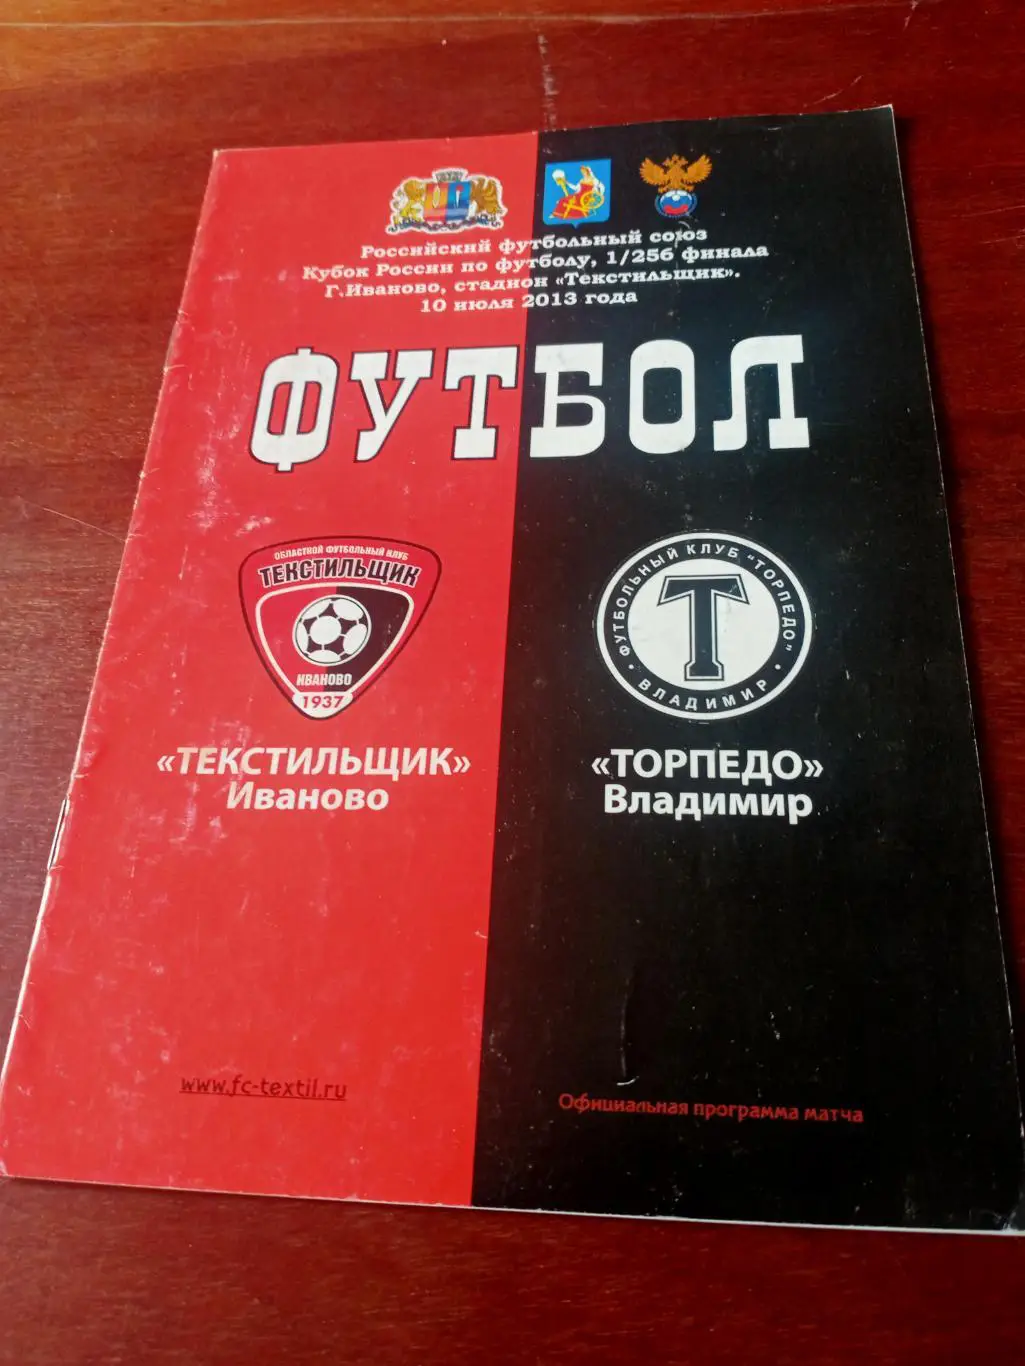 Российский футбольный союз
Кубок России по футболу, 1/256 финала
Г.Иваново, стадион «Текстильщик».
10 июля 2013 года
ФУТБОЛ
ОБЛАСТНОЙ ФУТБОЛЬНЫЙ КЛУБ
ТЕКСТИЛЬЩИК
ИВАНОВО
1937
ФУТБОЛЬНЫЙ КЛУБ "ТОРПЕДО"
Т
• ВЛАДИМИР •
«ТЕКСТИЛЬЩИК»
Иваново
«ТОРПЕДО»
Владимир
www.fc-textil.ru
Официальная программа матча